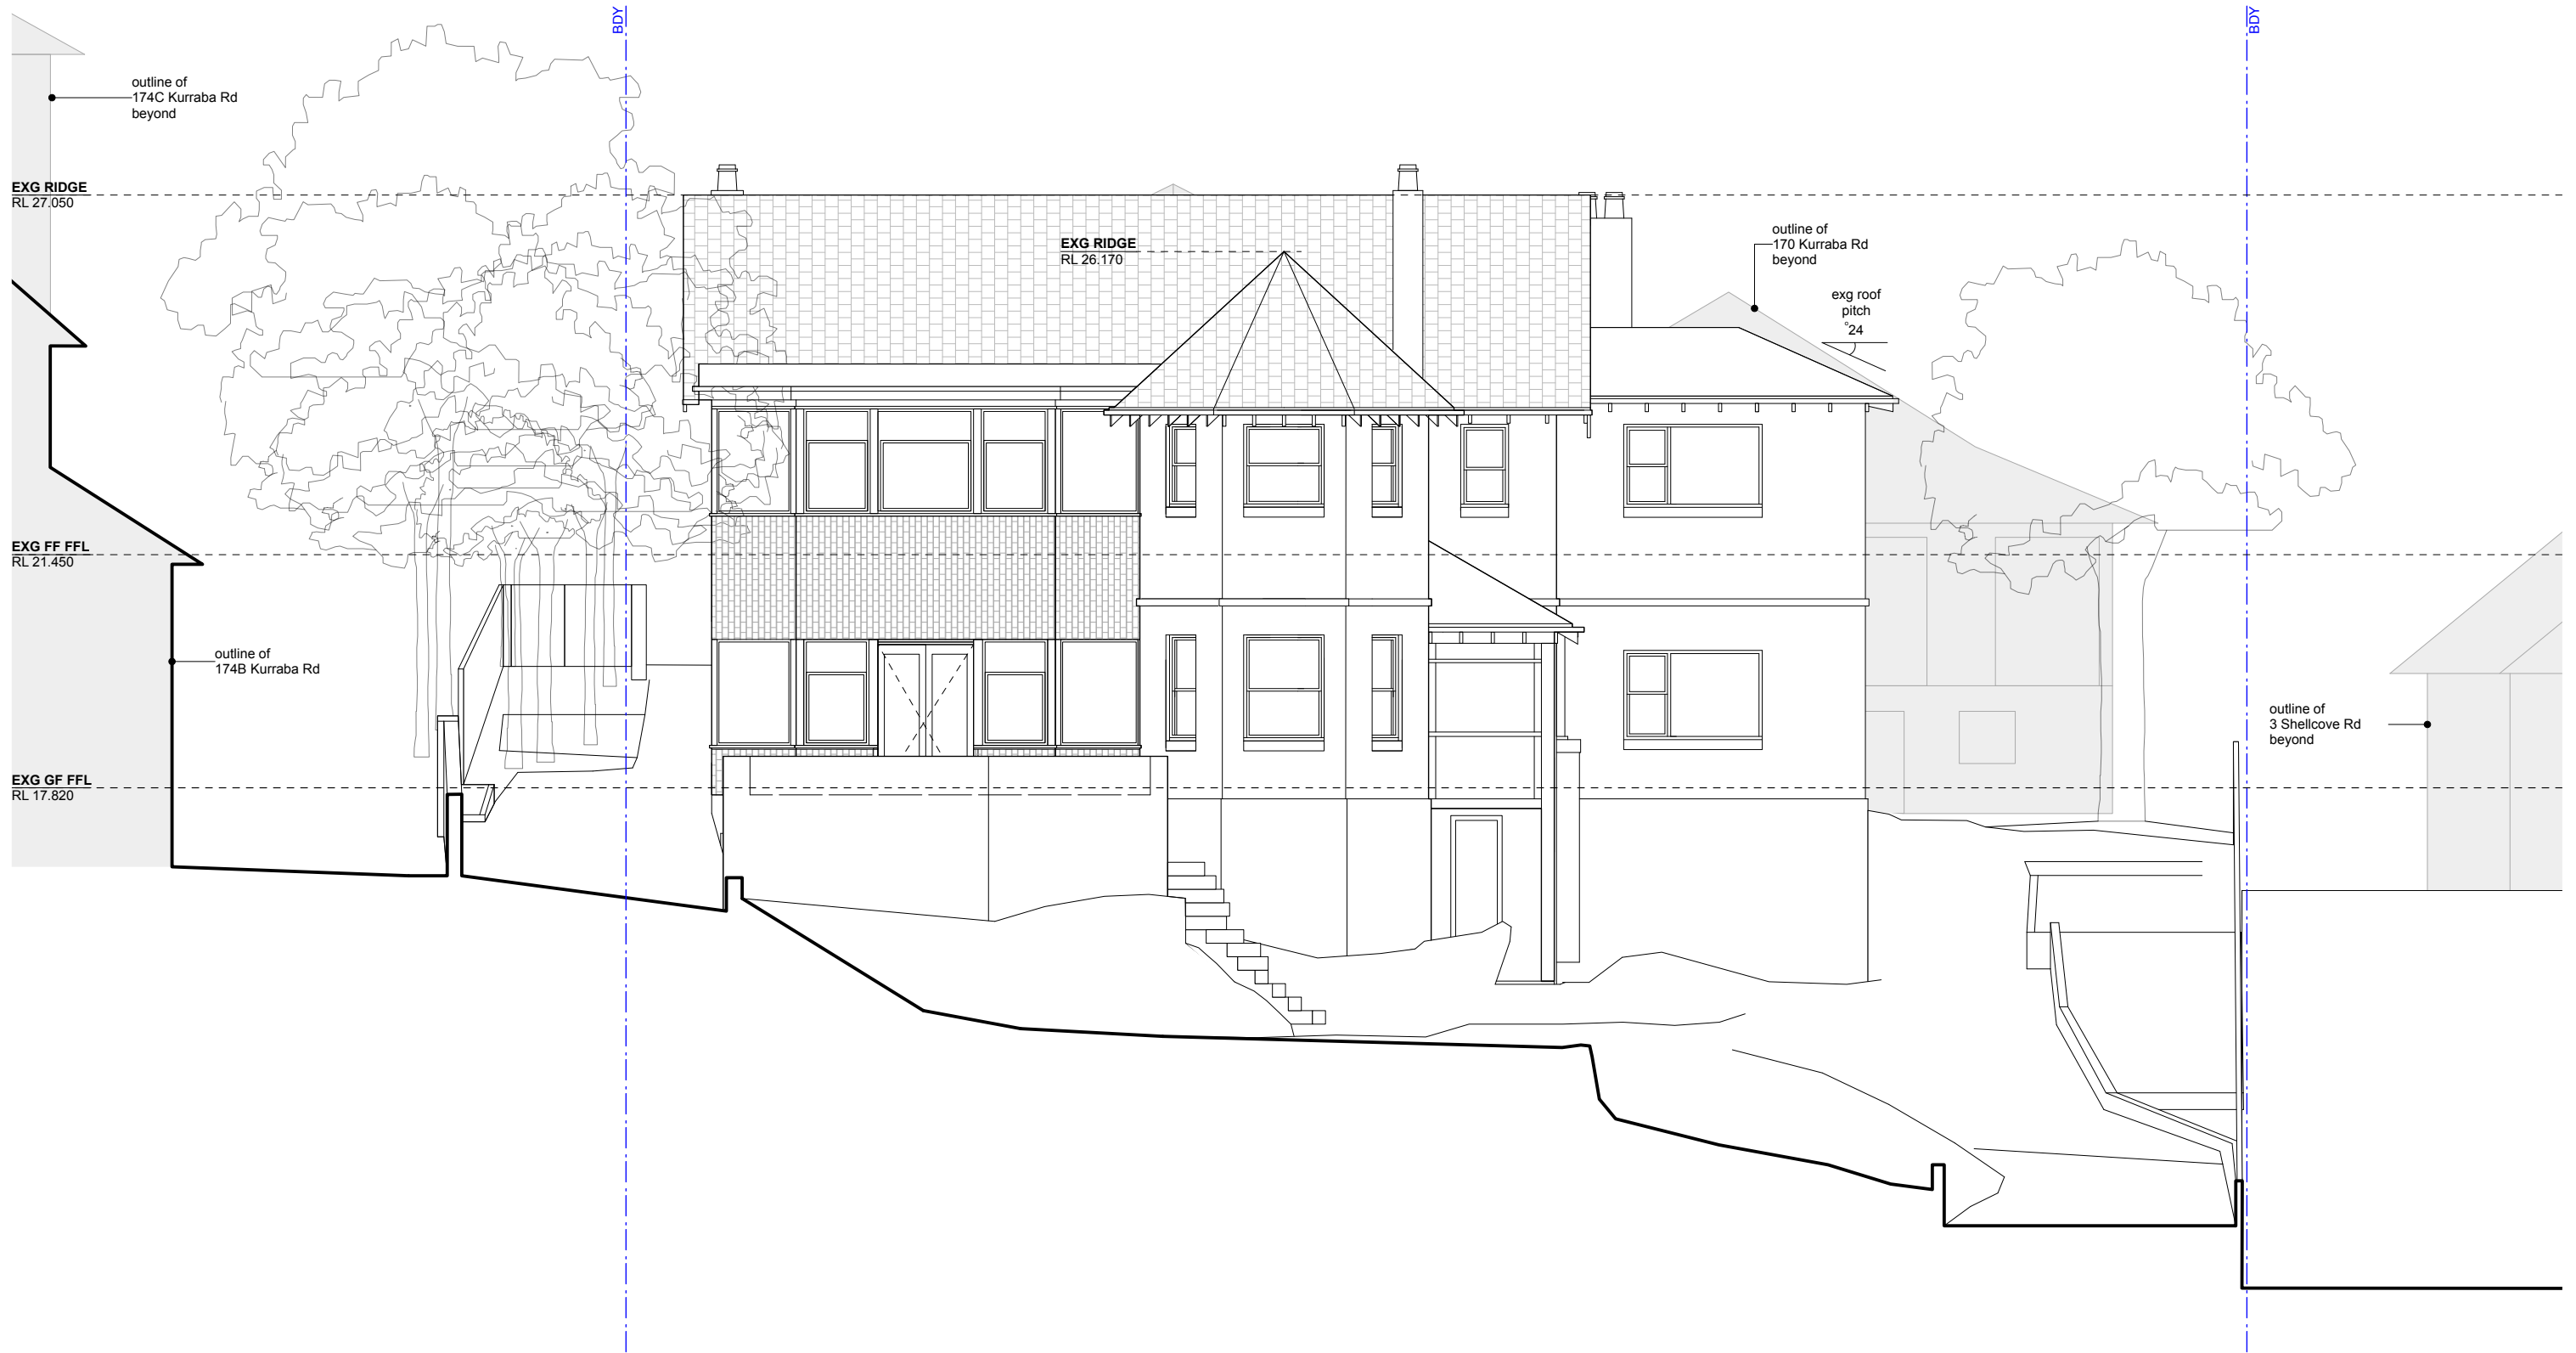 BDY
BDY
outline of
174C Kurraba Rd
beyond
EXG RIDGE
RL 27.050
EXG RIDGE
RL 26.170
outline of
170 Kurraba Rd
beyond
exg roof
pitch
°24
EXG FF FFL
RL 21.450
outline of
174B Kurraba Rd
outline of
3 Shellcove Rd
beyond
EXG GF FFL
RL 17.820